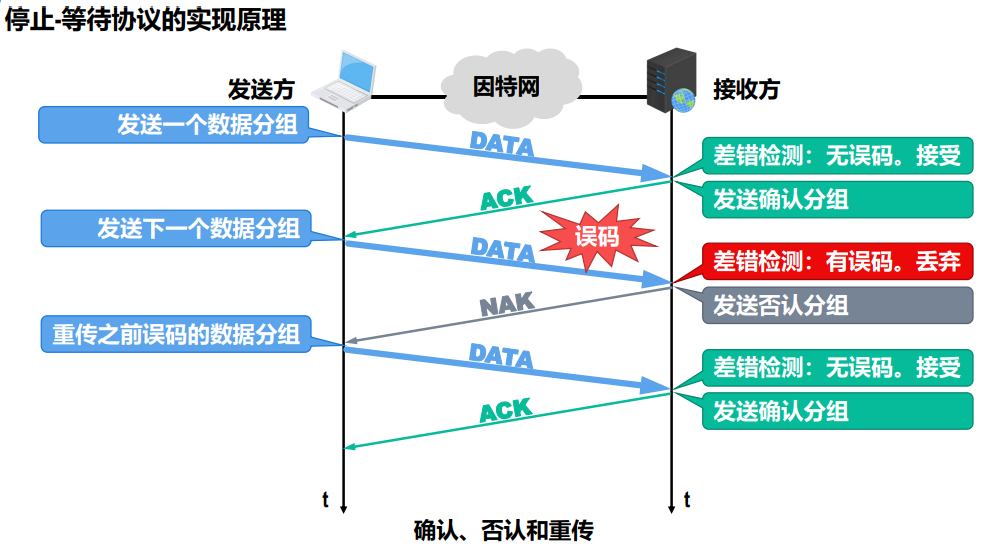 停止-等待协议的实现原理
发送方
因特网
接收方
发送一个数据分组
DATA
差错检测：无误码。接受
ACK
发送确认分组
发送下一个数据分组
DATA
误码
差错检测：有误码。丢弃
NAK
发送否认分组
重传之前误码的数据分组
DATA
差错检测：无误码。接受
ACK
发送确认分组
t
t
确认、否认和重传